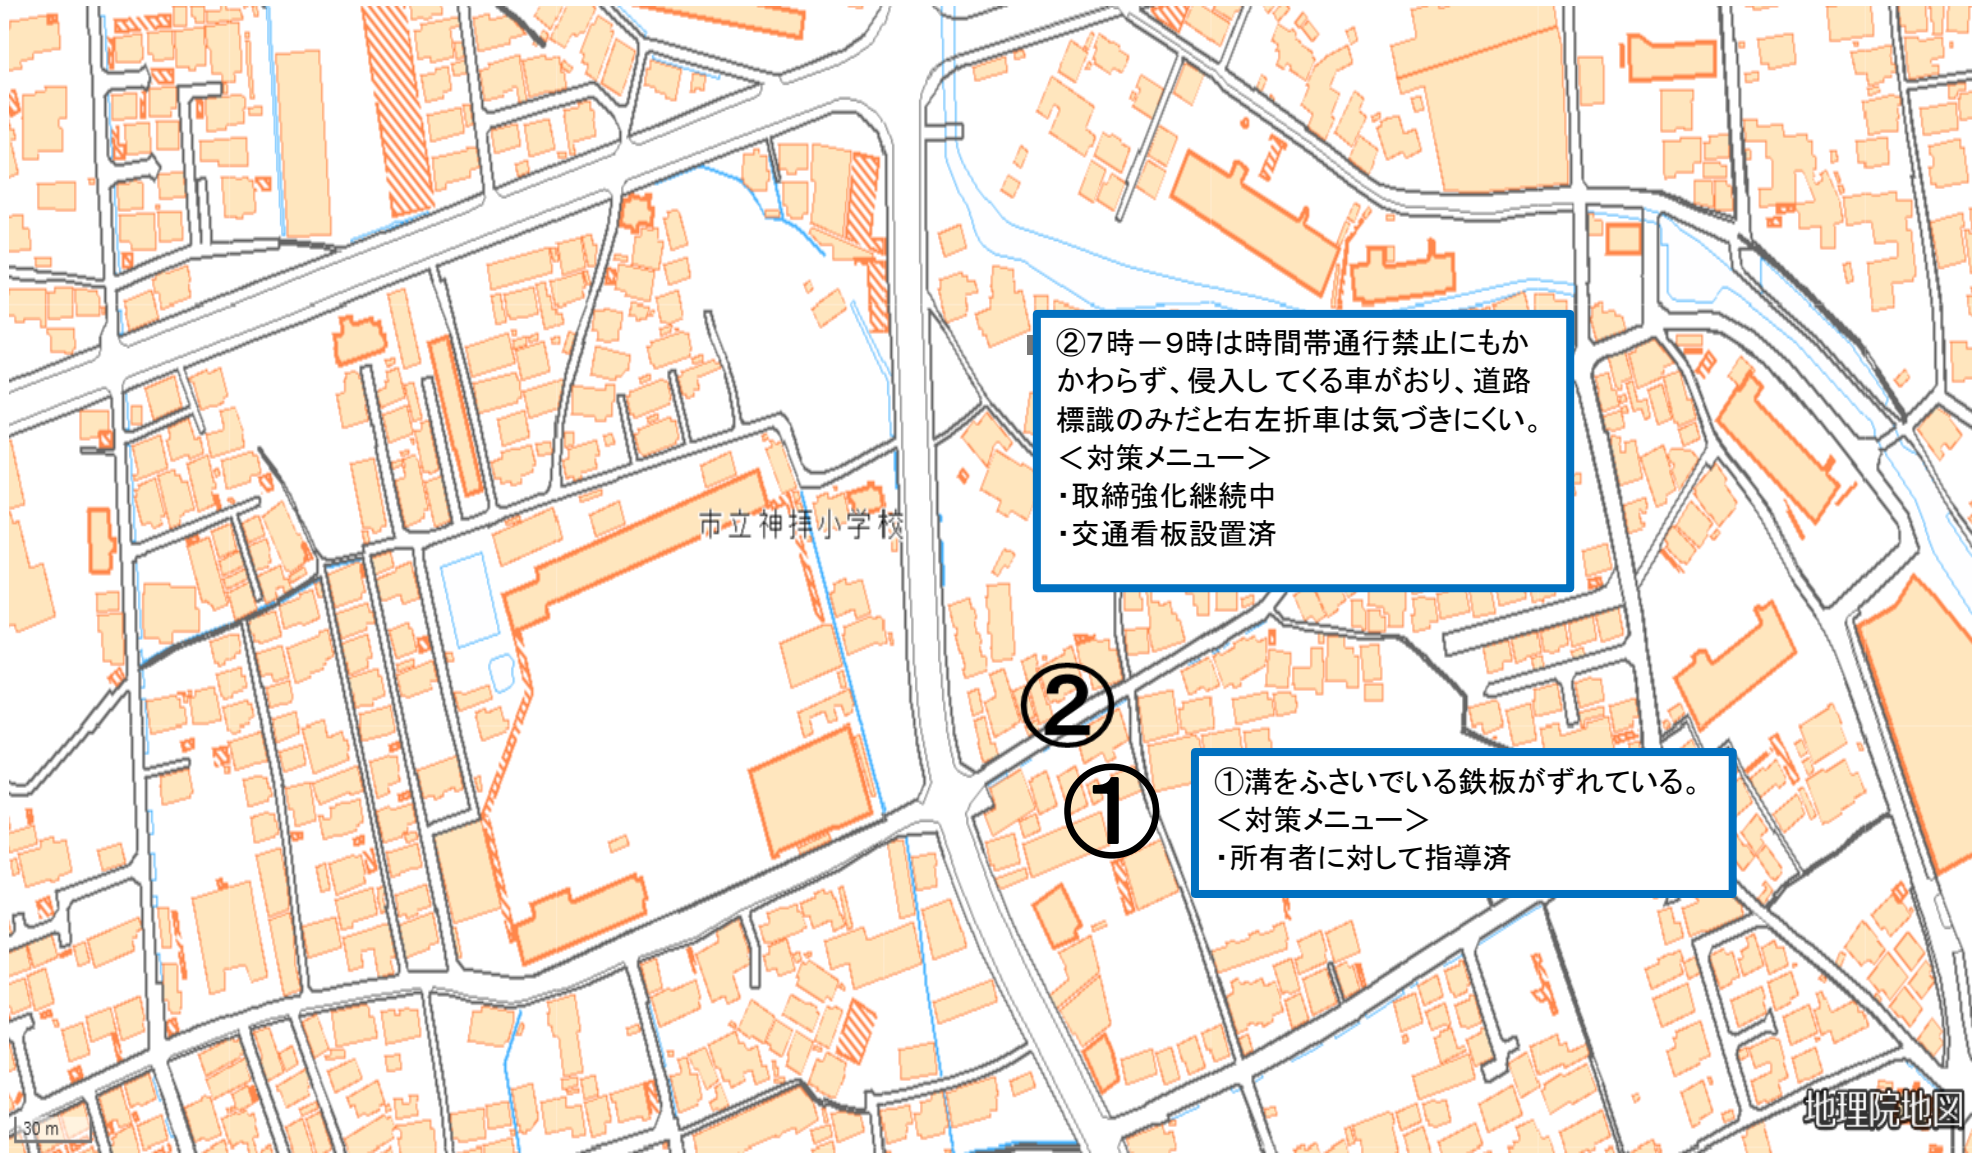 ②7時－9時は時間帯通行禁止にもか
かわらず、侵入してくる車がおり、道路
標識のみだと右左折車は気づきにくい。
＜対策メニュー＞
・取締強化継続中
・交通看板設置済
市立神拝小学校
②
①
①溝をふさいでいる鉄板がずれている。
＜対策メニュー＞
・所有者に対して指導済
30 m
地理院地図